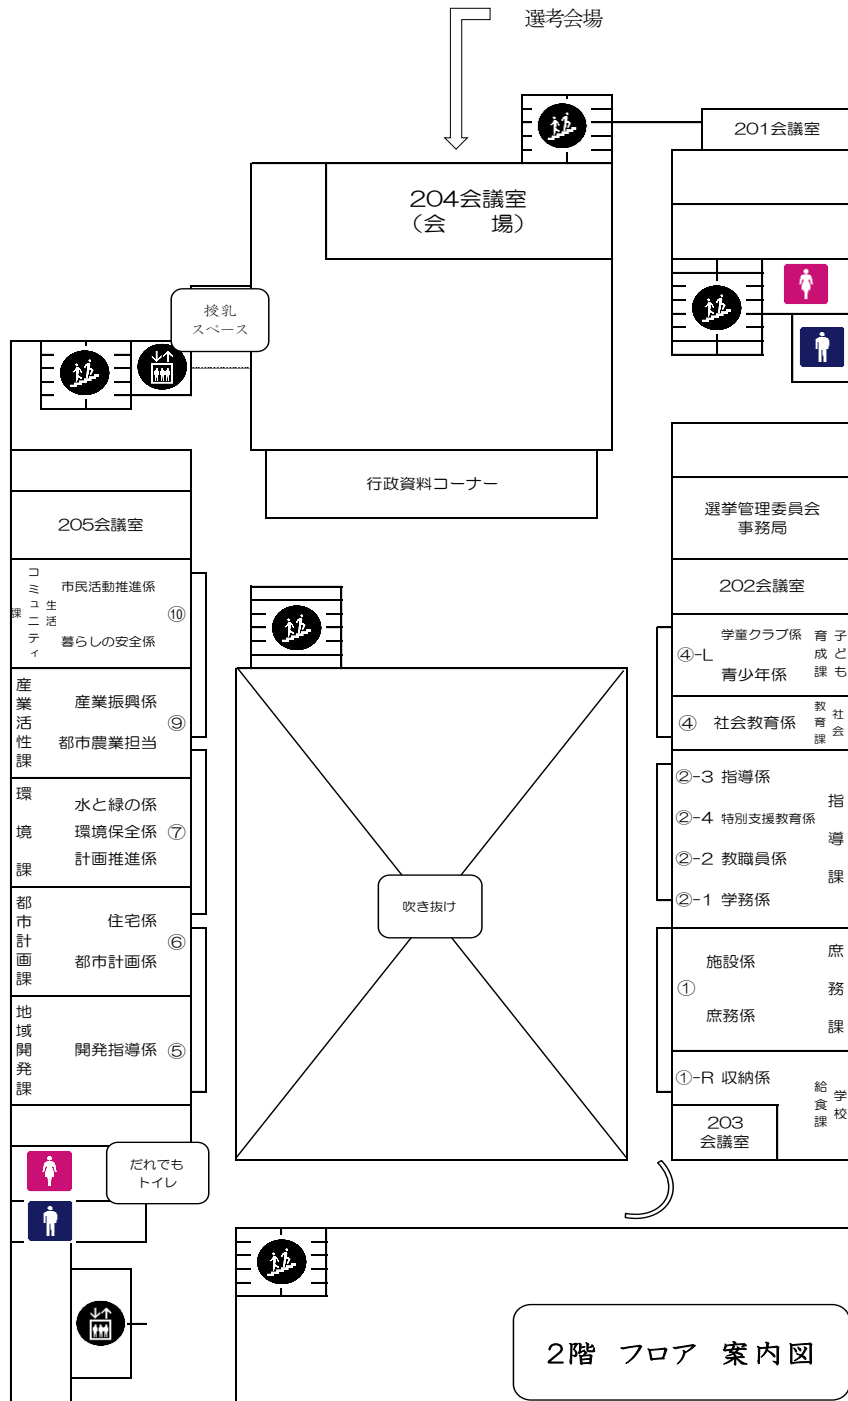 選考会場
201会議室
204会議室
（会　　場）
授乳
スペース
行政資料コーナー
205会議室
選挙管理委員会
事務局
202会議室
生活
コミュニティ
課
市民活動推進係
⑩
暮らしの安全係
産業活性課
産業振興係
⑨
都市農業担当
環境課
水と緑の係
環境保全係 ⑦
計画推進係
都市計画課
住宅係
⑥
都市計画係
地域開発課
開発指導係 ⑤
だれでも
トイレ
吹き抜け
④-L
学童クラブ係
青少年係
子ども
育成課
④ 社会教育係
社会
教育課
②-3 指導係
②-4 特別支援教育係
②-2 教職員係
②-1 学務係
指導課
施設係
①
庶務係
庶務課
①-R 収納係
学校
給食課
203
会議室
2階 フロア 案内図